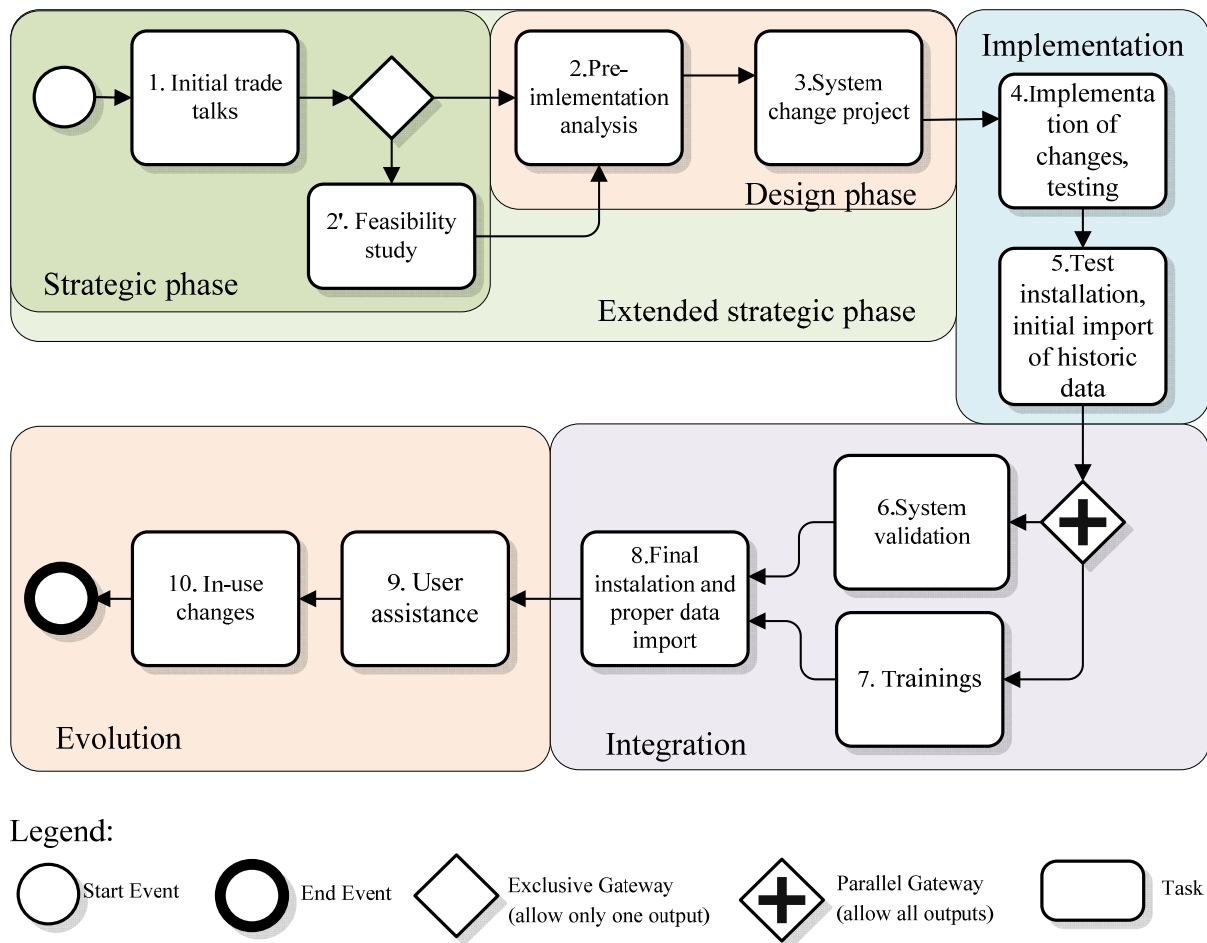 1. Initial trade
talks
2'. Feasibility
study
Strategic phase
2.Pre-
imlementation
analysis
3.System
change project
Design phase
Extended strategic phase
Implementation
4.Implementa
tion of
changes,
testing
5.Test
installation,
initial import
of historic
data
6.System
validation
7. Trainings
8.Final
instalation and
proper data
import
Integration
9. User
assistance
10. In-use
changes
Evolution
Legend:
Start Event
End Event
Exclusive Gateway
(allow only one output)
Parallel Gateway
(allow all outputs)
Task